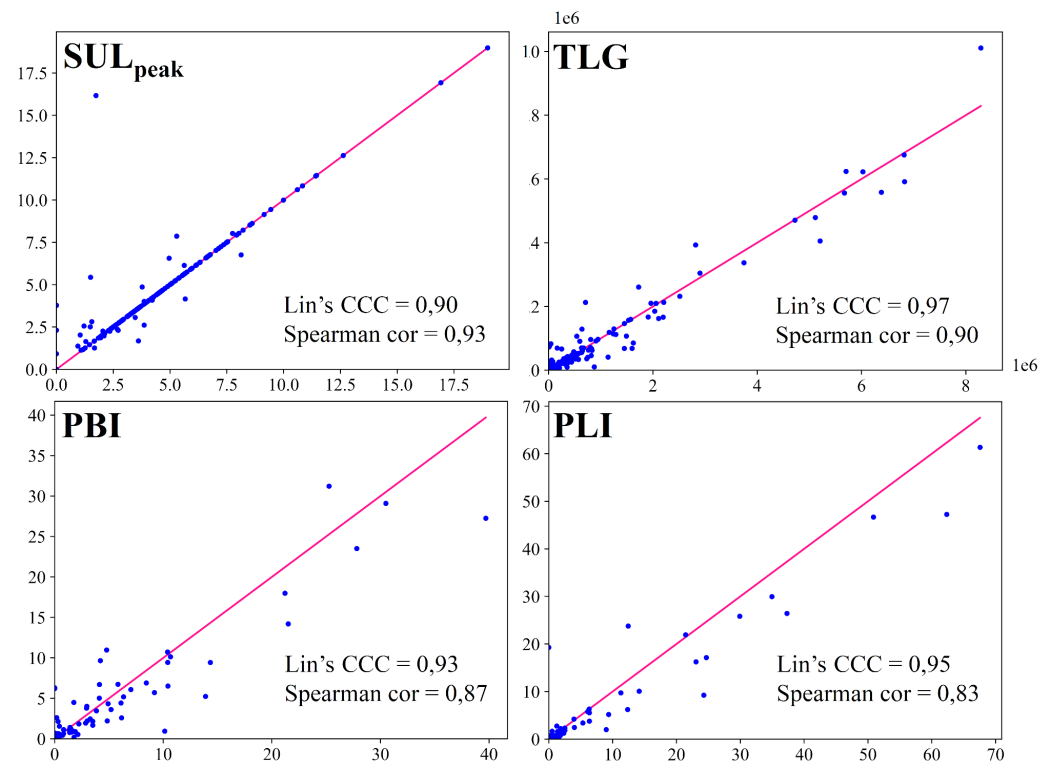 1e6
SULpeak
17.5
15.0
12.5
10.0
7.5
5.0
2.5
0.0
Lin's CCC = 0,90
Spearman cor = 0,93
0.0 2.5 5.0 7.5 10.0 12.5 15.0 17.5
TLG
1.0
.8
6
4
2
0
Lin's CCC = 0,97
Spearman cor = 0,90
0 2 4 6 8 1e6
PBI
40
35
30
25
20
15
10
5
0
Lin's CCC = 0,93
Spearman cor = 0,87
0 10 20 30 40
PLI
70
60
50
40
30
20
10
0
Lin's CCC = 0,95
Spearman cor = 0,83
0 10 20 30 40 50 60 70